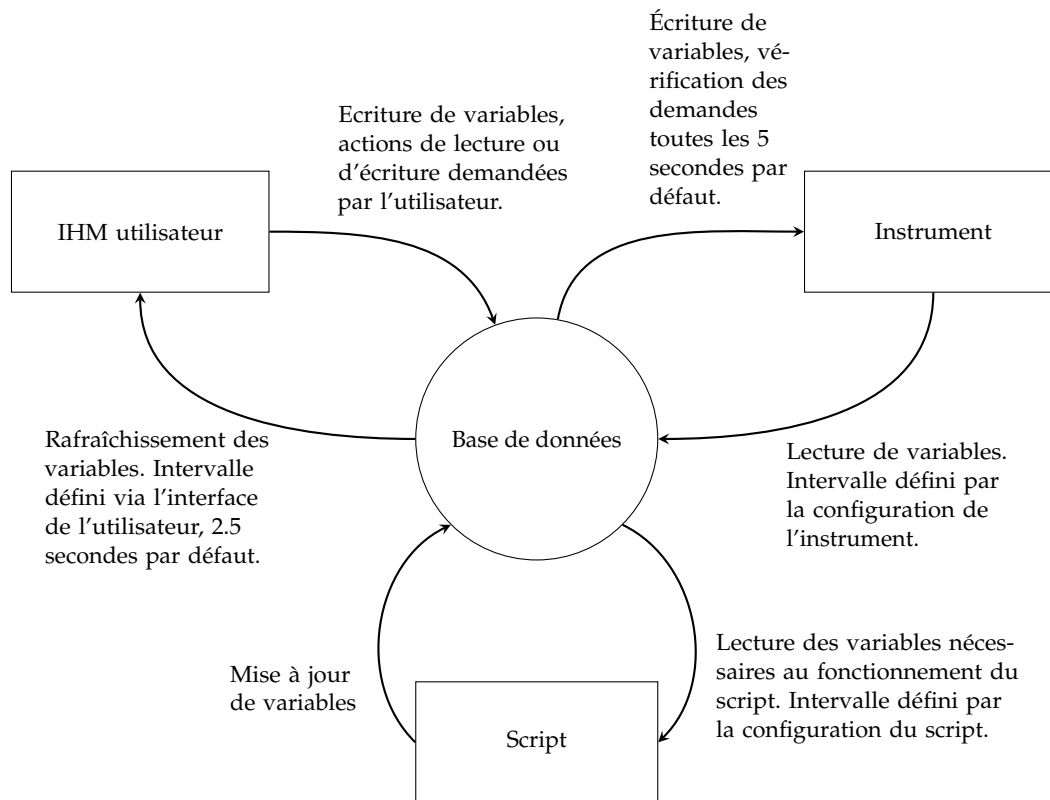 Écriture de
variables, vé-
rification des
demandes
toutes les 5
secondes par
défaut.
Ecriture de variables,
actions de lecture ou
d'écriture demandées
par l'utilisateur.
IHM utilisateur
Instrument
Base de données
Rafraîchissement des
variables. Intervalle
défini via l'interface
de l'utilisateur, 2.5
secondes par défaut.
Lecture de variables.
Intervalle défini par
la configuration de
l'instrument.
Mise à jour
de variables
Lecture des variables néces-
saires au fonctionnement du
script. Intervalle défini par
la configuration du script.
Script